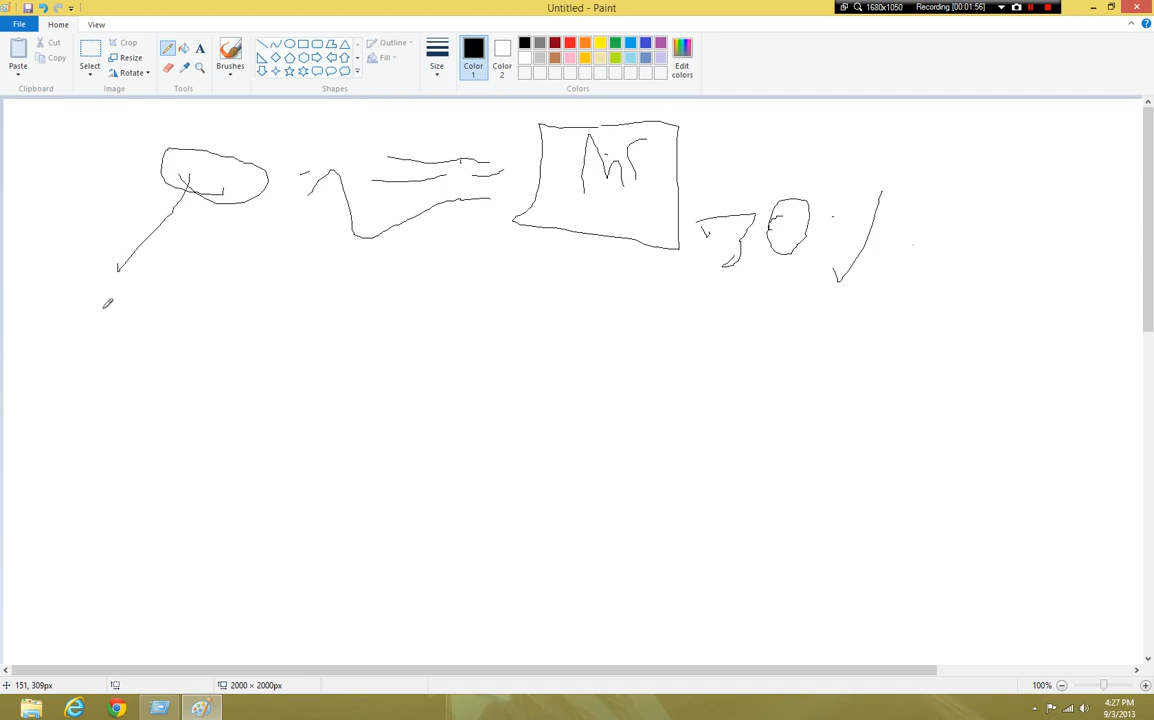 Untitled - Paint
1680x1050 Recording [00:01:56]
File Home View
Paste Cut Copy Clipboard
Select Crop Resize Rotate Image
Tools
Brushes
Outline Fill Shapes
Size
Color 1 Color 2 Edit colors Colors
30%
151, 309px 2000 × 2000px 100%
4:27 PM
9/3/2013